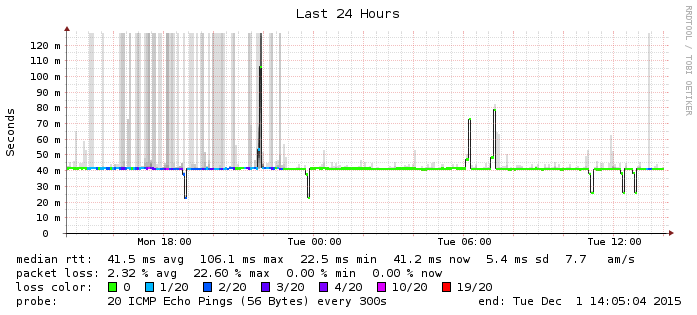 Last 24 Hours
RRDTOOL / TOBI OETIKER
Seconds
120 m
110 m
100 m
90 m
80 m
70 m
60 m
50 m
40 m
30 m
20 m
10 m
0
Mon 18:00 Tue 00:00 Tue 06:00 Tue 12:00
median rtt: 41.5 ms avg 106.1 ms max 22.5 ms min 41.2 ms now 5.4 ms sd 7.7 am/s
packet loss: 2.32 % avg 22.60 % max 0.00 % min 0.00 % now
loss color: 0 1/20 2/20 3/20 4/20 10/20 19/20
probe: 20 ICMP Echo Pings (56 Bytes) every 300s end: Tue Dec 1 14:05:04 2015